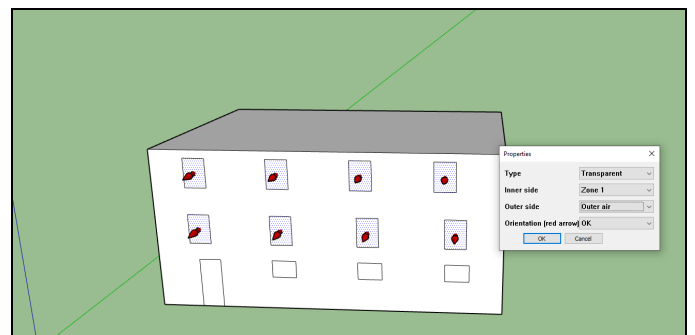 Properties
Type Transparent
Inner side Zone 1
Outer side Outer air
Orientation (red arrow) OK
OK Cancel